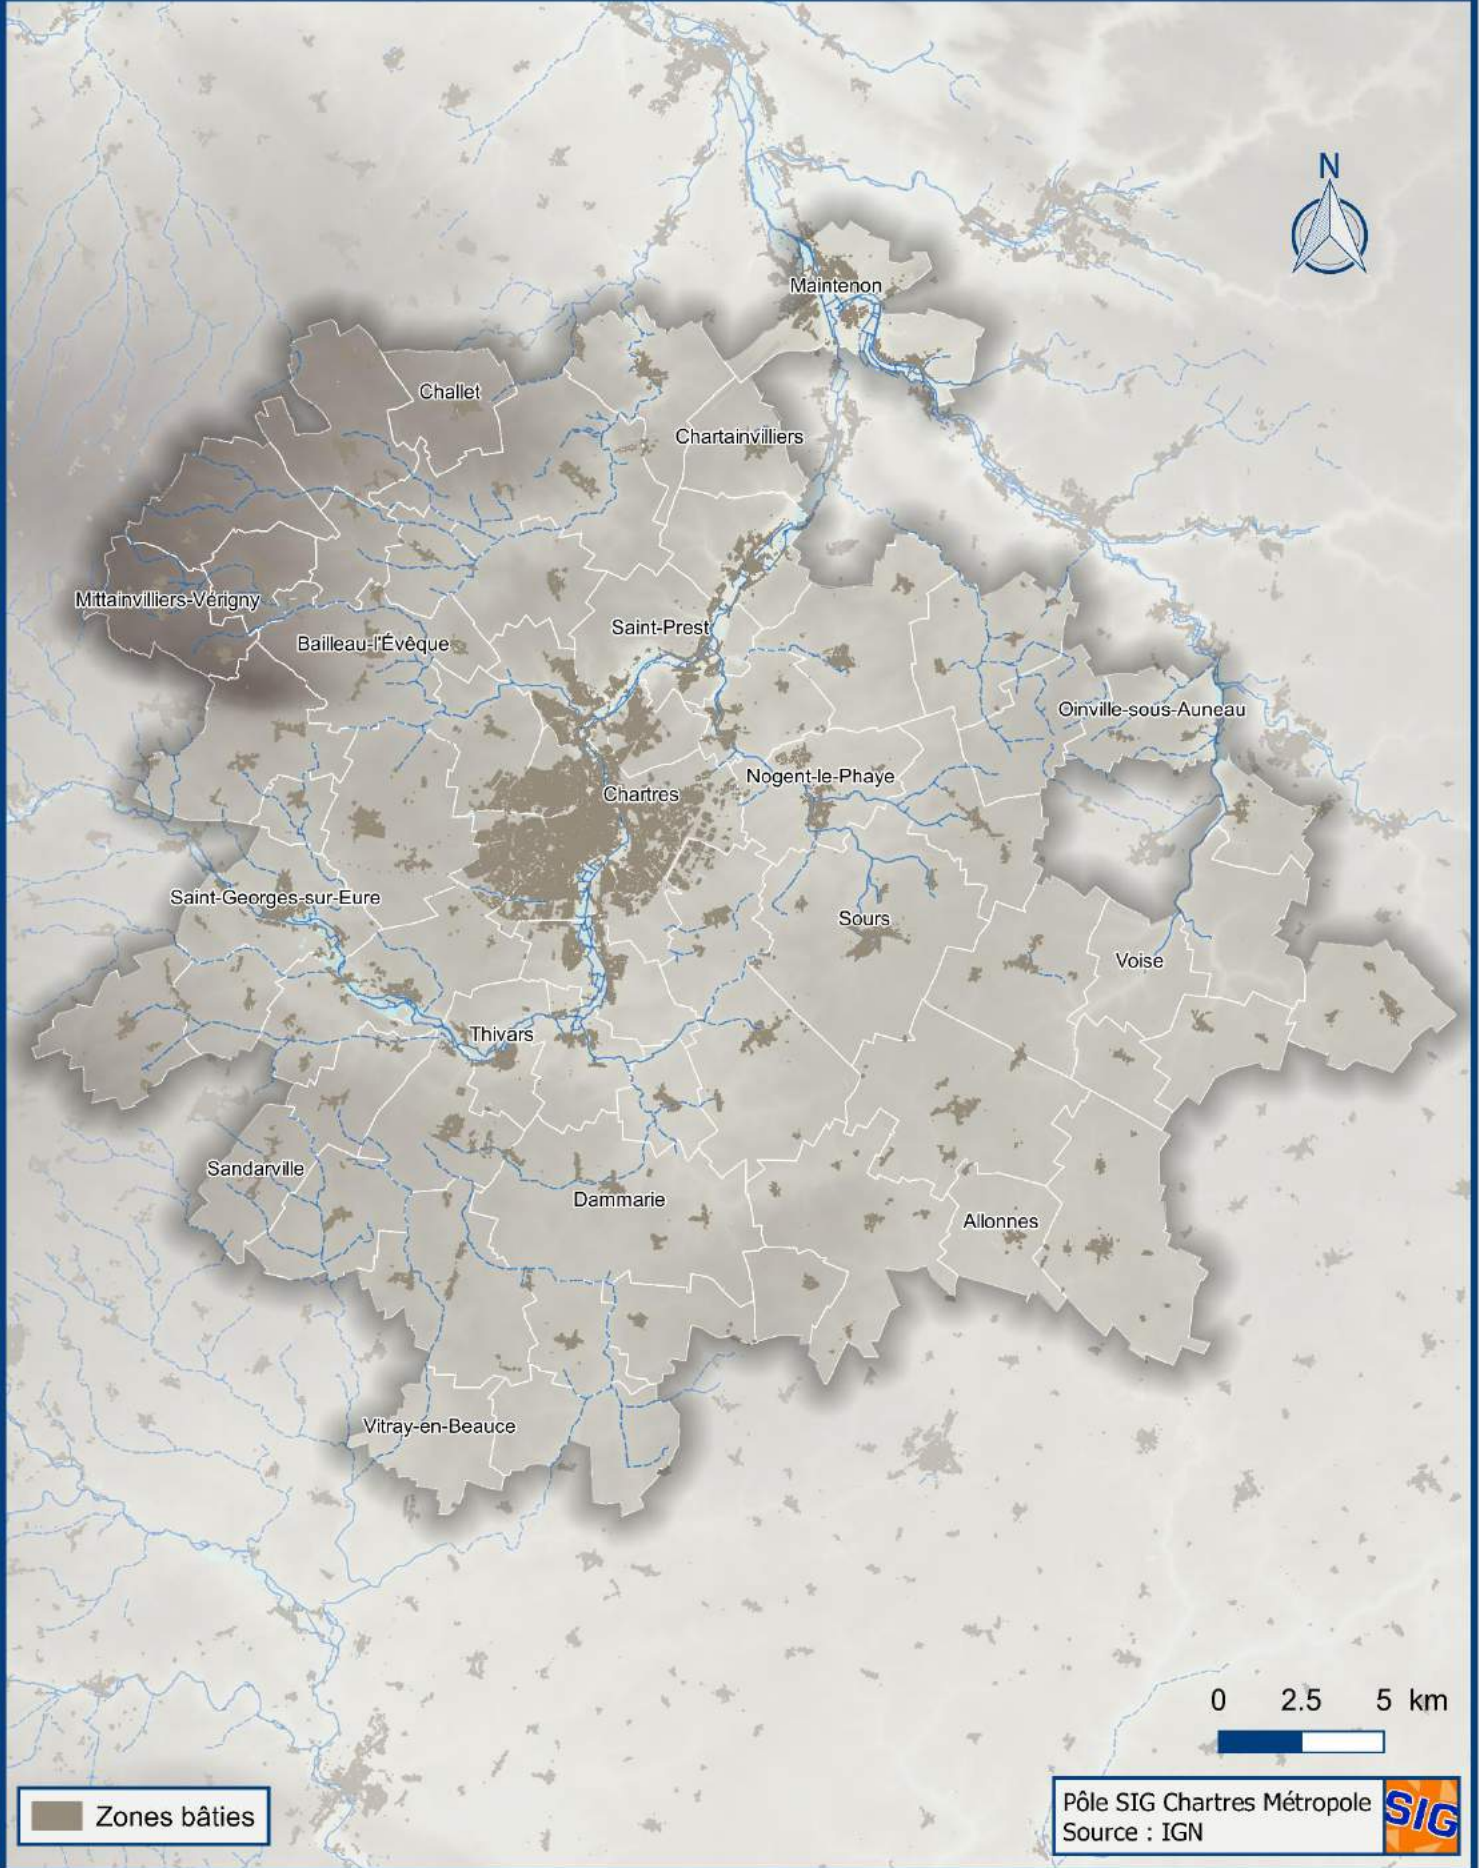 N
Maintenon
Challet
Chartainvilliers
Mittainvilliers-Vérigny
Saint-Prest
Bailleau-l'Évêque
Oinville-sous-Auneau
Nogent-le-Phaye
Chartres
Saint-Georges-sur-Eure
Sours
Voise
Thivars
Sandarville
Dammarie
Allonnes
Vitray-en-Beauce
0 2.5 5 km
Zones bâties
Pôle SIG Chartres Métropole
Source : IGN
SIG